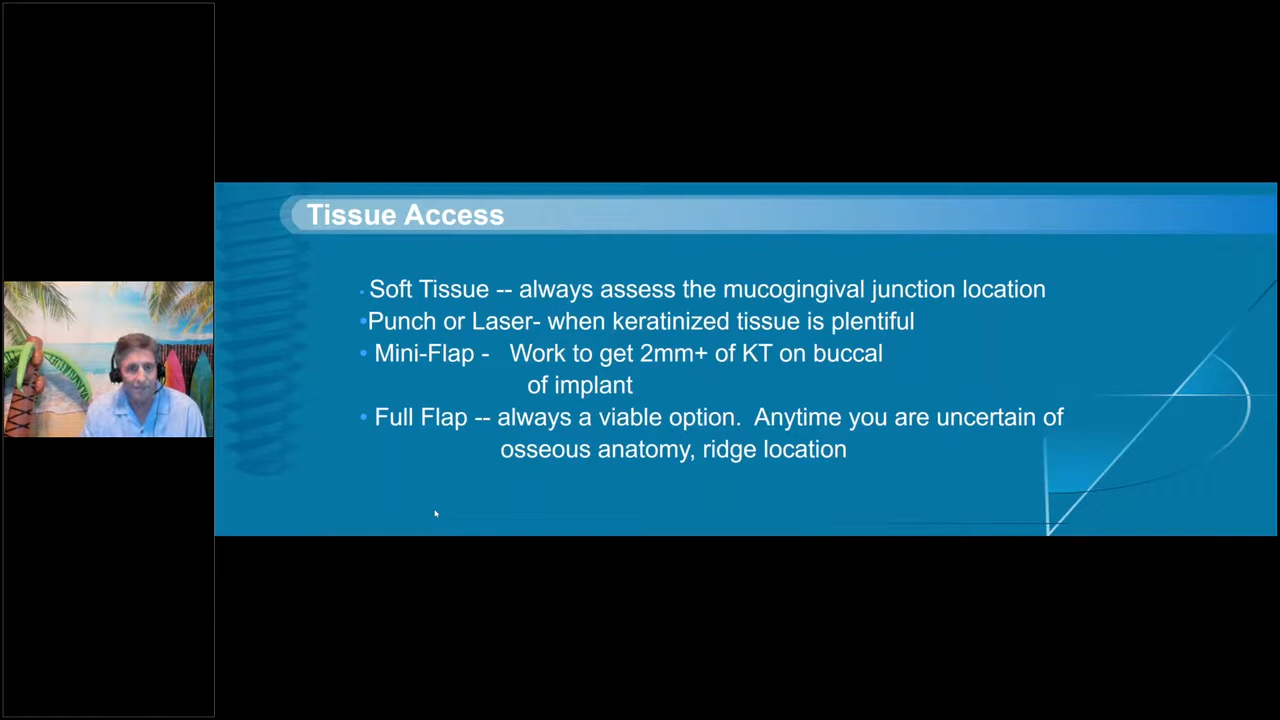 Tissue Access
• Soft Tissue -- always assess the mucogingival junction location
•Punch or Laser- when keratinized tissue is plentiful
• Mini-Flap - Work to get 2mm+ of KT on buccal
of implant
• Full Flap -- always a viable option. Anytime you are uncertain of
osseous anatomy, ridge location